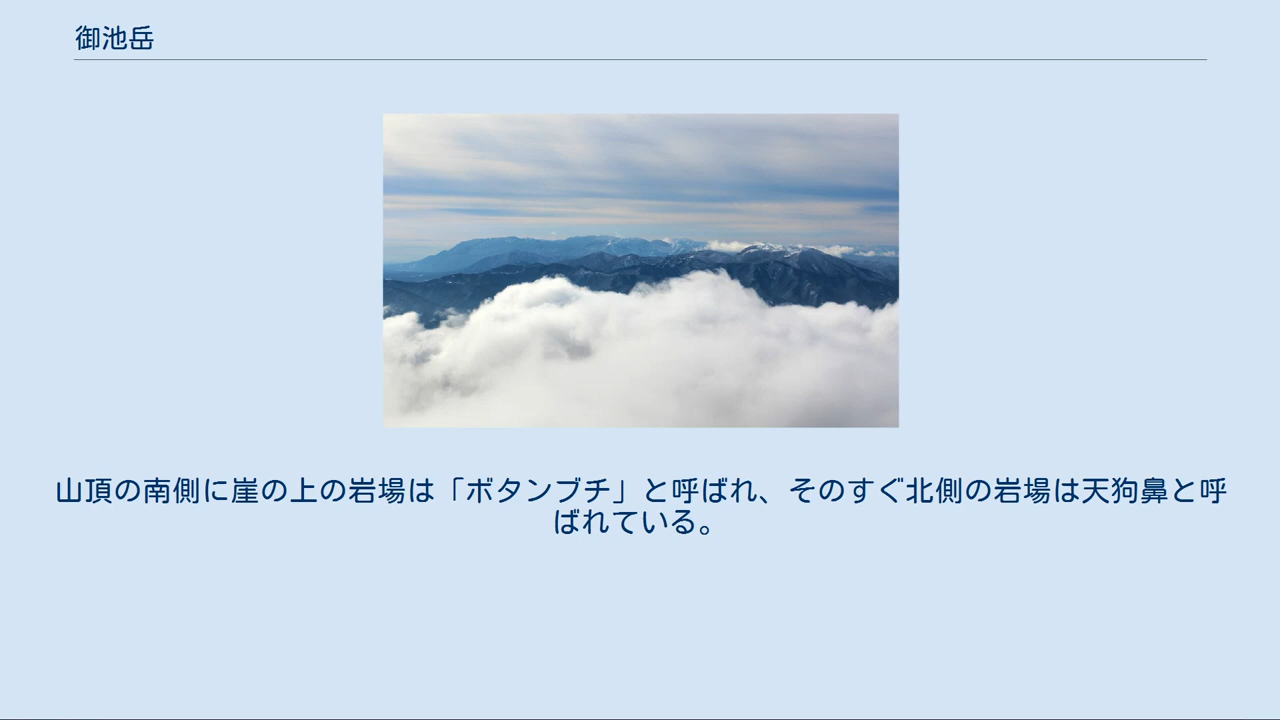 御池岳
山頂の南側に崖の上の岩場は「ボタンブチ」と呼ばれ、そのすぐ北側の岩場は天狗鼻と呼
ばれている。